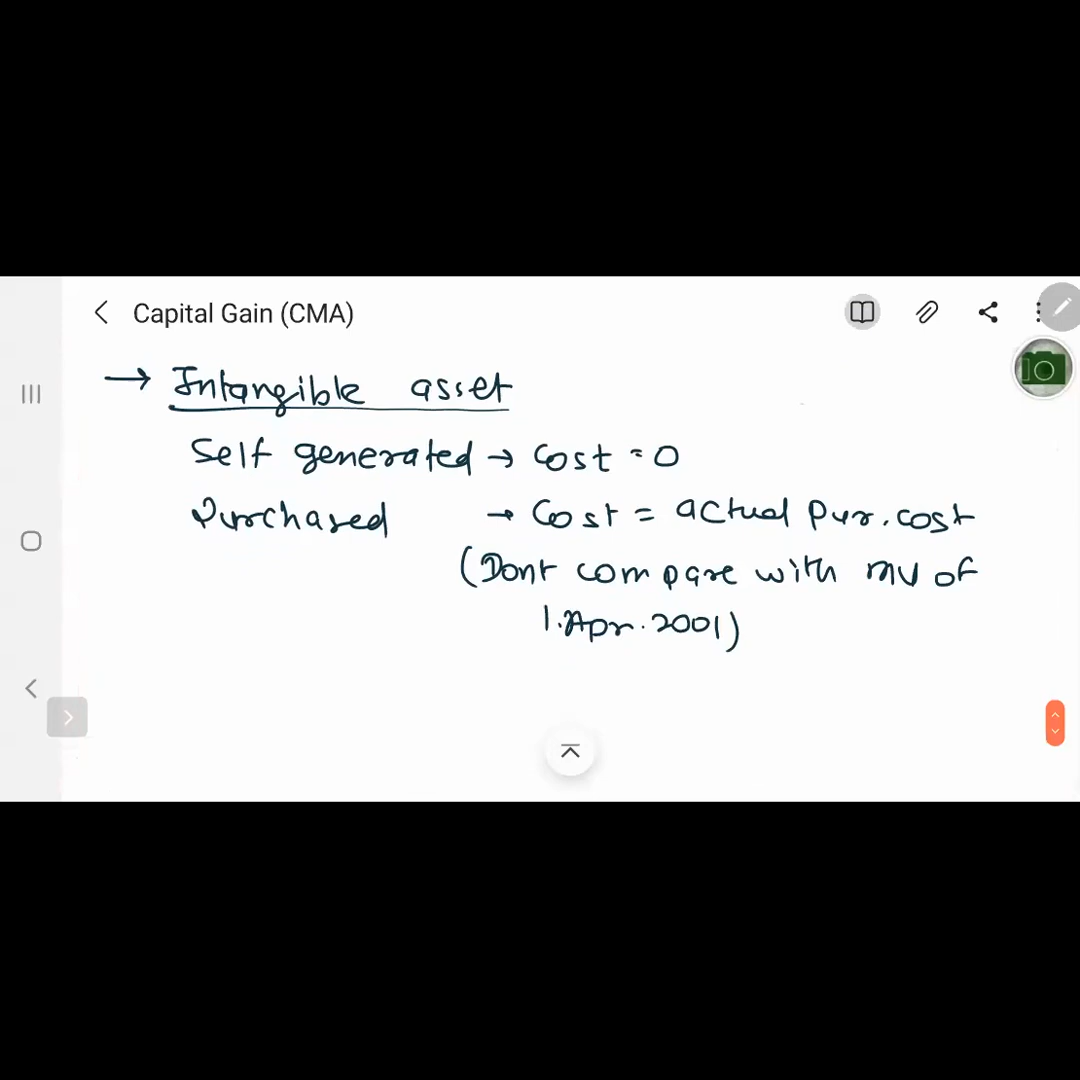 Capital Gain (CMA)
→ Intangible asset
Self generated → Cost = 0
Purchased → Cost = actual pur. cost
(Dont compare with mv of
1. Apr. 2001)